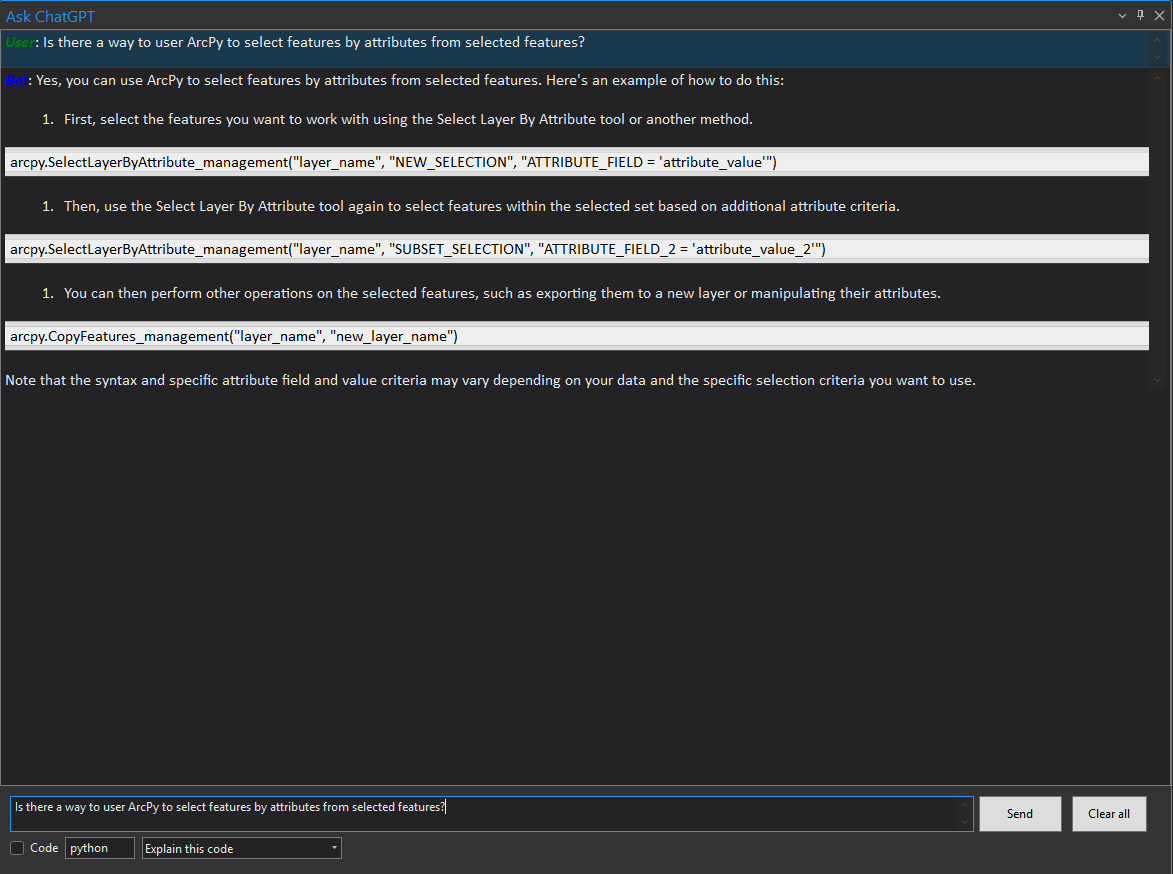 Ask ChatGPT
User: Is there a way to user ArcPy to select features by attributes from selected features?
Bot: Yes, you can use ArcPy to select features by attributes from selected features. Here's an example of how to do this:
1. First, select the features you want to work with using the Select Layer By Attribute tool or another method.
arcpy.SelectLayerByAttribute_management("layer_name", "NEW_SELECTION", "ATTRIBUTE_FIELD = 'attribute_value'")
1. Then, use the Select Layer By Attribute tool again to select features within the selected set based on additional attribute criteria.
arcpy.SelectLayerByAttribute_management("layer_name", "SUBSET_SELECTION", "ATTRIBUTE_FIELD_2 = 'attribute_value_2'")
1. You can then perform other operations on the selected features, such as exporting them to a new layer or manipulating their attributes.
arcpy.CopyFeatures_management("layer_name", "new_layer_name")
Note that the syntax and specific attribute field and value criteria may vary depending on your data and the specific selection criteria you want to use.
Is there a way to user ArcPy to select features by attributes from selected features?
Send
Clear all
Code
python
Explain this code